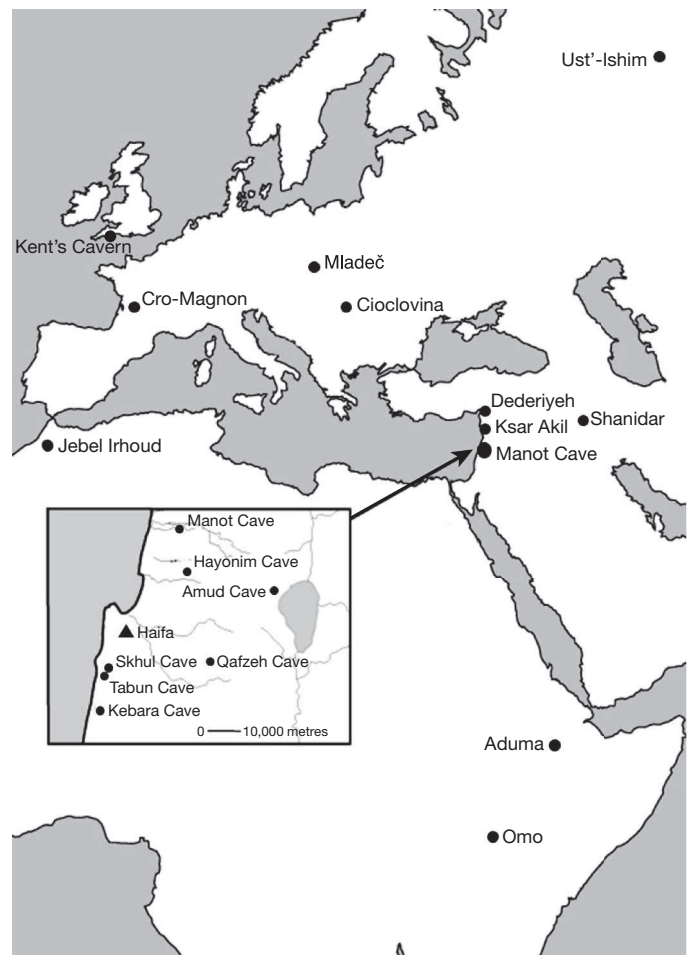 Ust'-Ishim
Kent's Cavern
Mladeč
Cro-Magnon
Cioclovina
Dederiyeh
Ksar Akil
Shanidar
Jebel Irhoud
Manot Cave
Manot Cave
Hayonim Cave
Amud Cave
Haifa
Skhul Cave
Qafzeh Cave
Tabun Cave
Kebara Cave
0 10,000 metres
Aduma
Omo